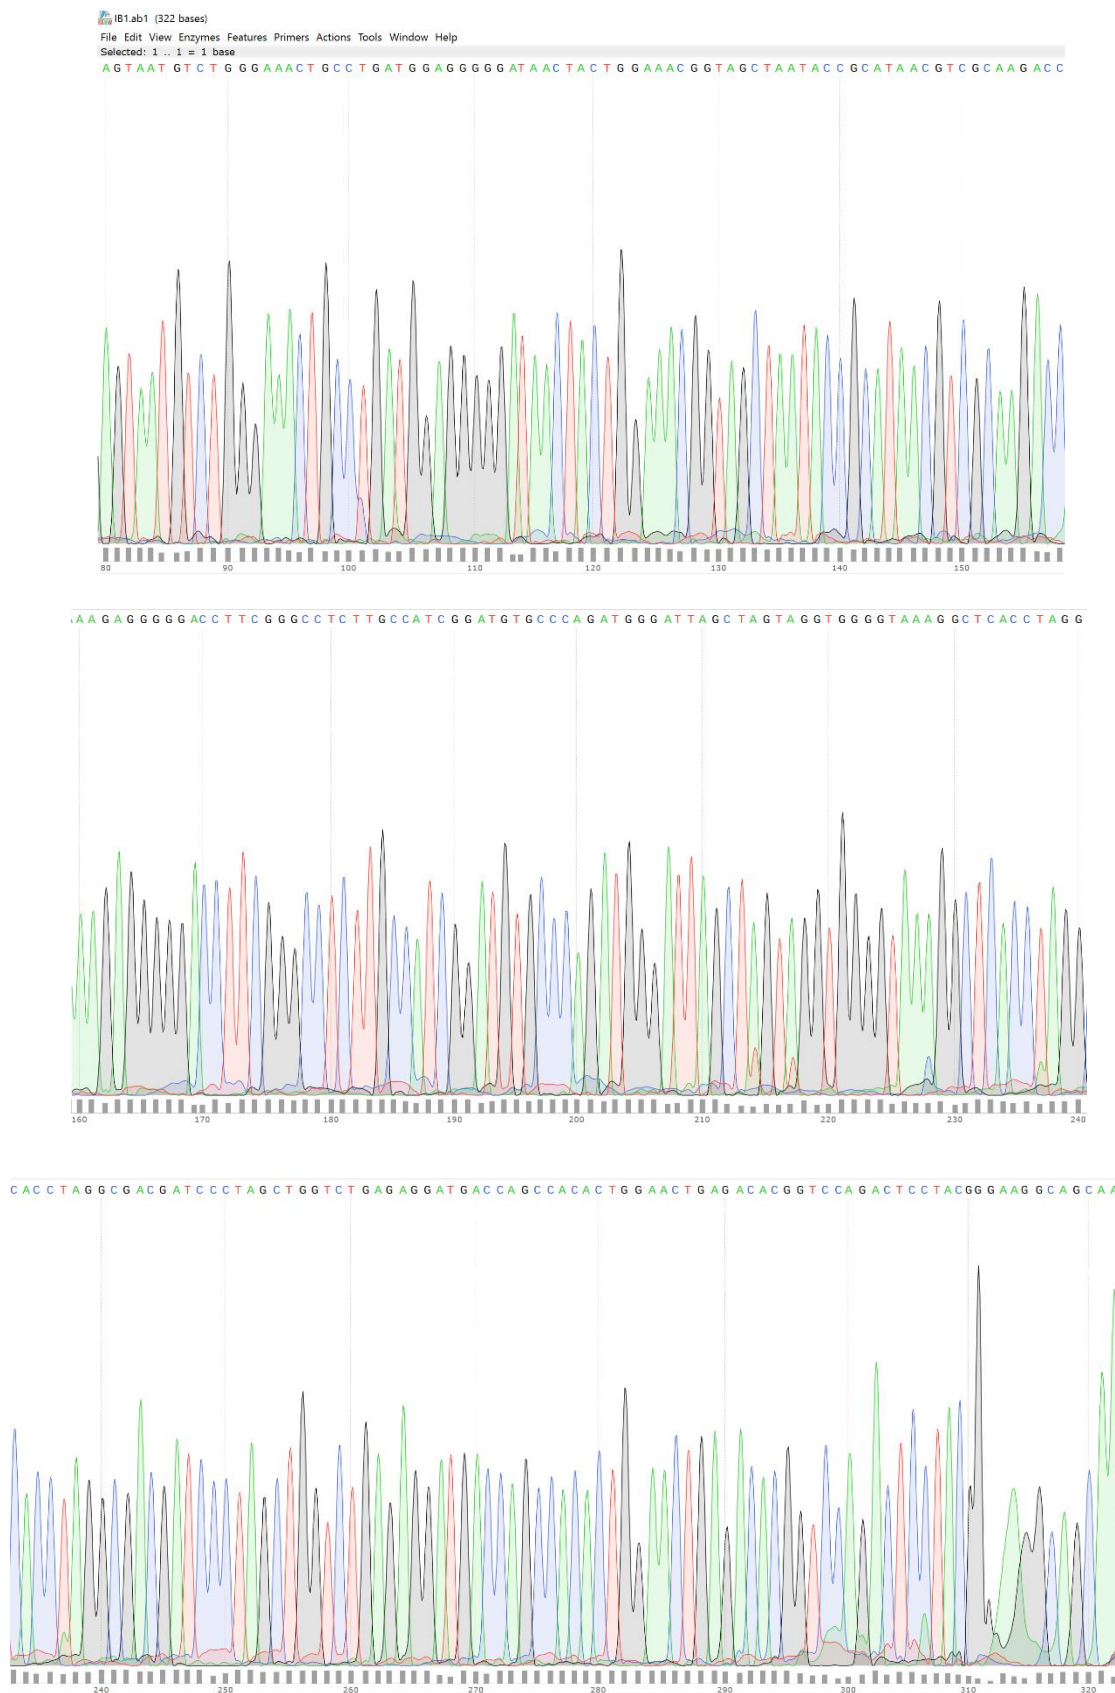 IB1.ab1 (322 bases)
File Edit View Enzymes Features Primers Actions Tools Window Help
Selected: 1 .. 1 = 1 base
AGTAATGTCTGGGAAACTGCCTGATGGAGGGGGATAACTACTGGAAACGGTAGCTAATACCGCATAACGTCGCAAGACC
80 90 100 110 120 130 140 150
AAGAGGGGGACCTTCGGGCCTCTTGCCATCGGATGTGCCCAGATGGGATTAGCTAGTAGGTGGGGTAAAGGCTCACCTAGG
160 170 180 190 200 210 220 230 240
CACCTAGGCGACGATCCCTAGCTGGTCTGAGAGGATGACCAGCCACACTGGAACTGAGACACGGTCCAGACTCCTACGGGAAGGCAGCAA
240 250 260 270 280 290 300 310 320